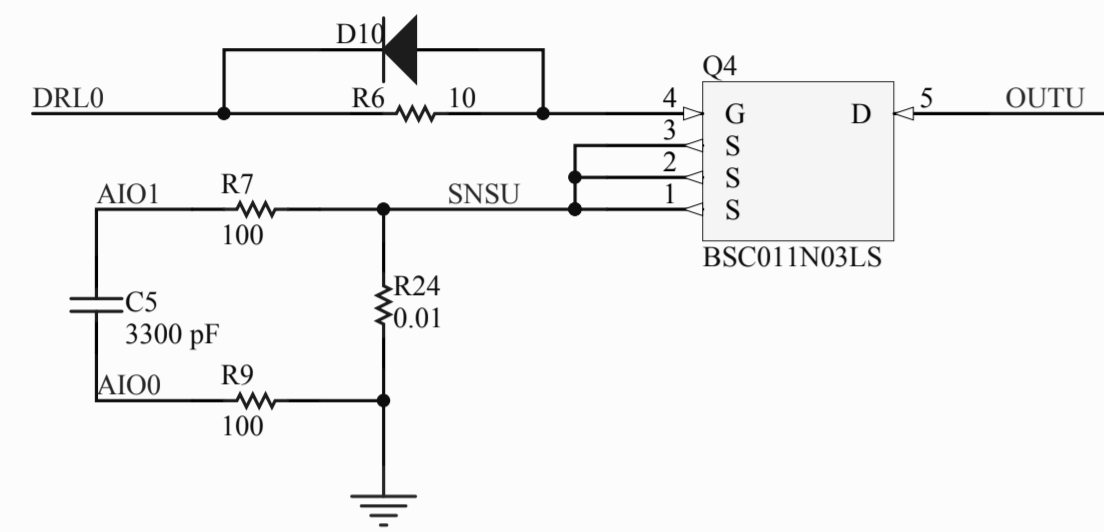 D10
Q4
DRL0 R6 10 4 G D 5 OUTU
3 S
2 S
AIO1 R7 SNSU 1 S
100
BSC011N03LS
R24
C5 0.01
3300 pF
AIO0 R9
100